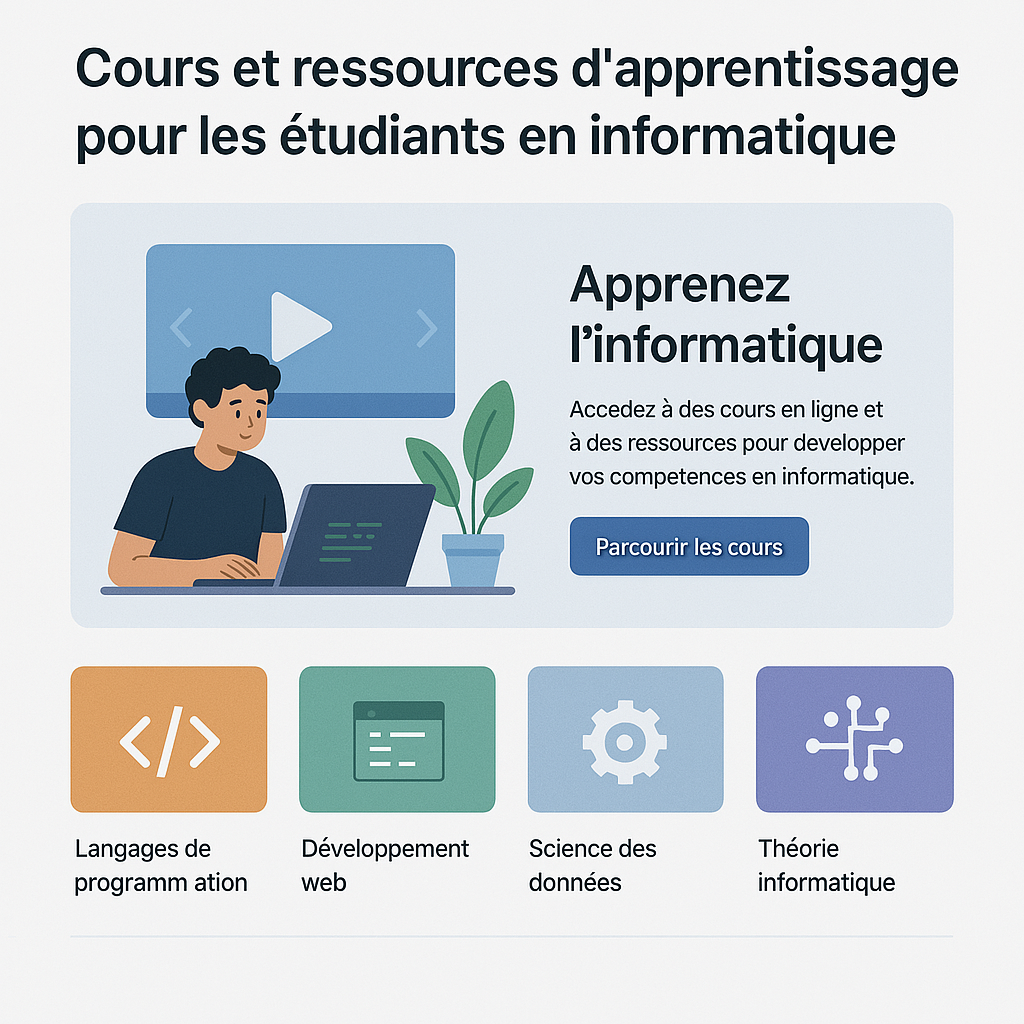 Cours et ressources d'apprentissage
pour les étudiants en informatique
Apprenez
l’informatique
Accedez à des cours en ligne et
à des ressources pour developper
vos competences en informatique.
Parcourir les cours
Langages de
programm ation
Développement
web
Science des
données
Théorie
informatique